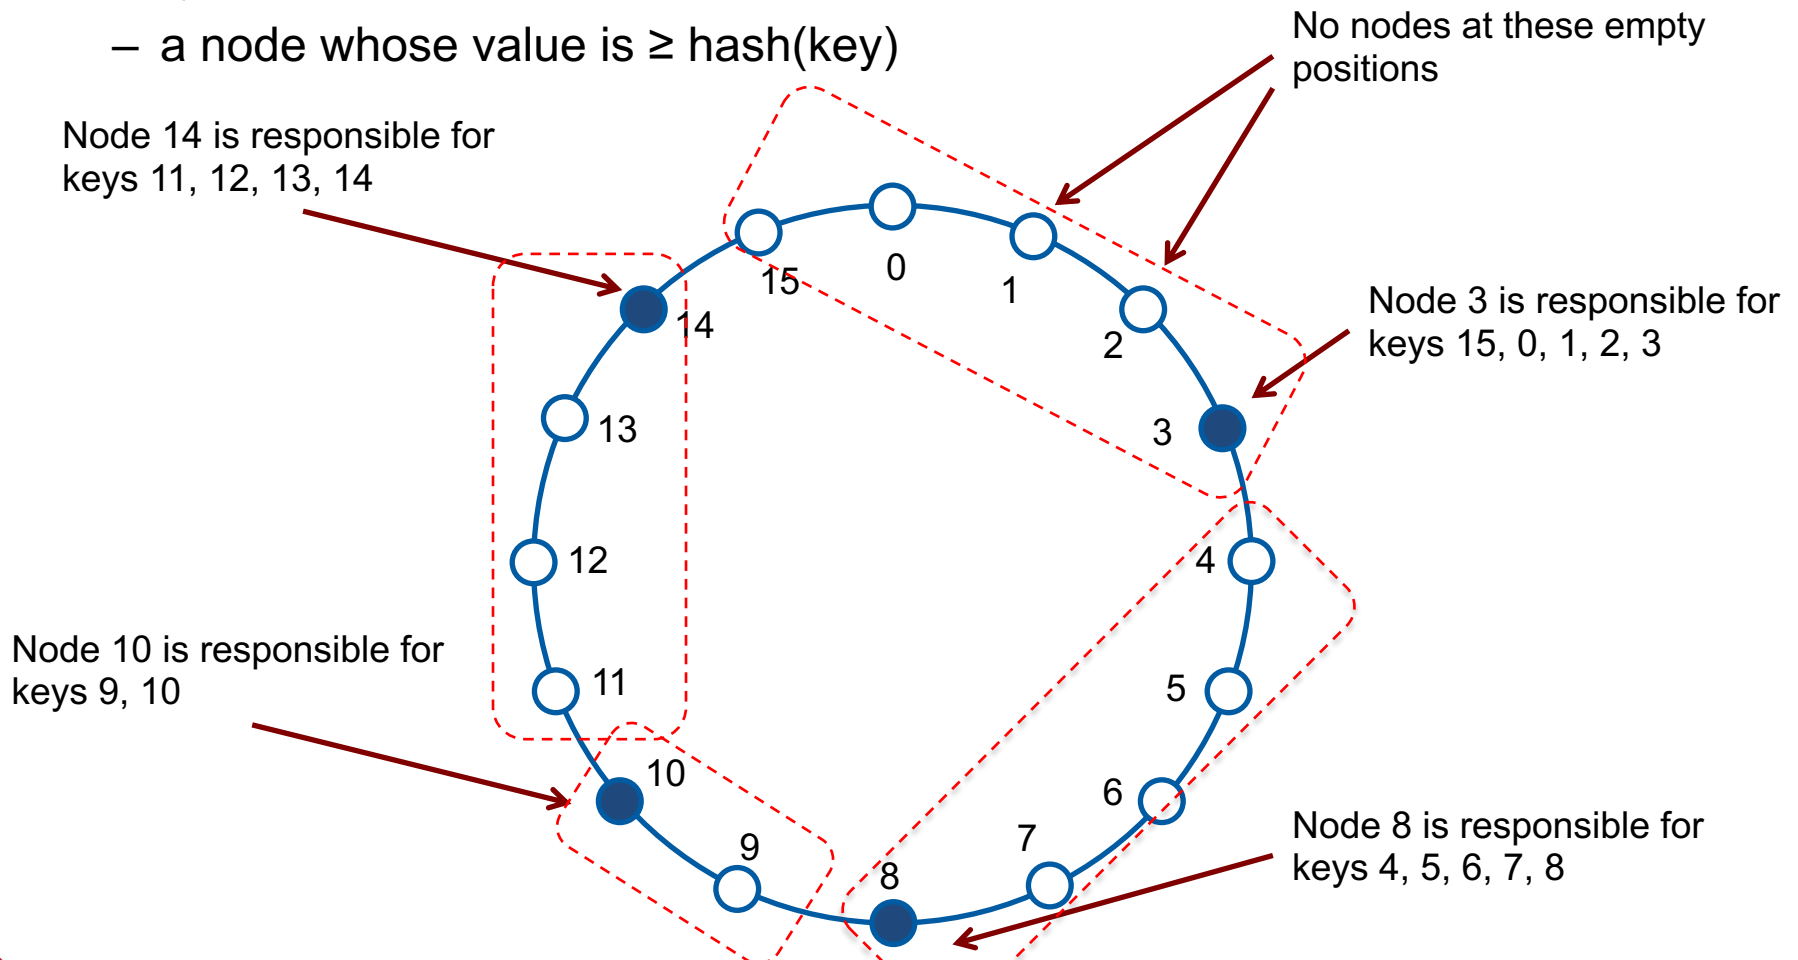 – a node whose value is ≥ hash(key)
No nodes at these empty
positions
Node 14 is responsible for
keys 11, 12, 13, 14
Node 3 is responsible for
keys 15, 0, 1, 2, 3
Node 10 is responsible for
keys 9, 10
Node 8 is responsible for
keys 4, 5, 6, 7, 8
0
1
2
3
4
5
6
7
8
9
10
11
12
13
14
15